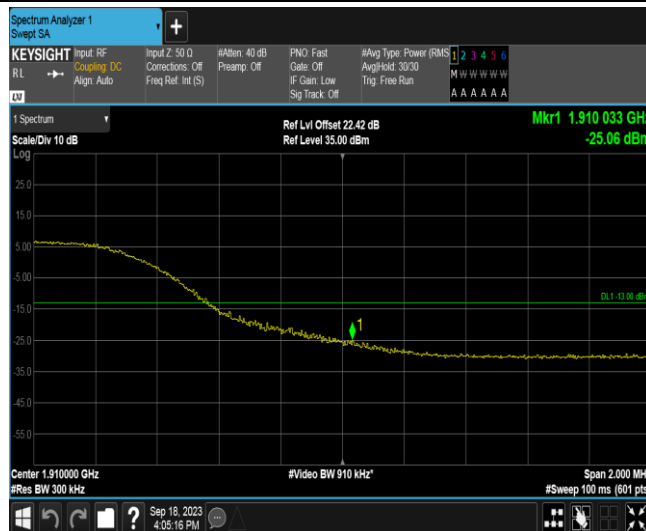 Spectrum Analyzer 1
Swept SA
+
KEYSIGHT
RL
LXI
Input: RF
Coupling: DC
Align: Auto
Input Z: 50 Ω
Corrections: Off
Freq Ref: Int (S)
#Atten: 40 dB
Preamp: Off
PNO: Fast
Gate: Off
IF Gain: Low
Sig Track: Off
#Avg Type: Power (RMS
Avg|Hold: 30/30
Trig: Free Run
1 2 3 4 5 6
M W W W W W
A A A A A A
1 Spectrum
Scale/Div 10 dB
Ref Lvl Offset 22.42 dB
Ref Level 35.00 dBm
Mkr1 1.910 033 GHz
-25.06 dBm
Log
25.0
15.0
5.00
-5.00
DL1 -13.00 dBm
-15.0
1
-25.0
-35.0
-45.0
-55.0
Center 1.910000 GHz
#Res BW 300 kHz
#Video BW 910 kHz*
Span 2.000 MH
#Sweep 100 ms (601 pts
?
Sep 18, 2023
4:05:16 PM